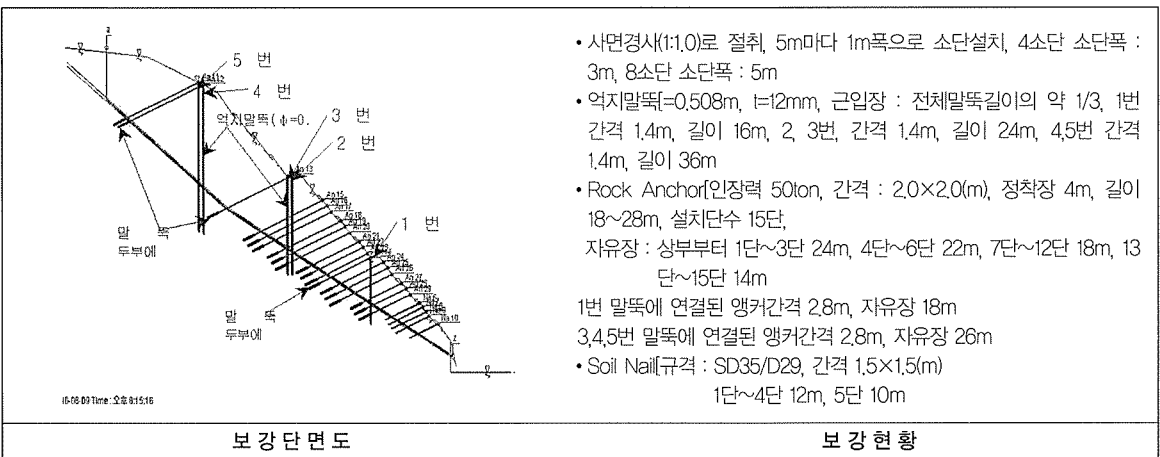 5 번
4 번
억지말뚝(φ=0.
3 번
2 번
1 번
말 뚝
두부에
말 뚝
두부에
• 사면경사(1:1.0)로 절취, 5m마다 1m폭으로 소단설치, 4소단 소단폭 :
3m, 8소단 소단폭 : 5m
• 억지말뚝[=0.508m, t=12mm, 근입장 : 전체말뚝길이의 약 1/3, 1번
간격 1.4m, 길이 16m, 2, 3번, 간격 1.4m, 길이 24m, 4,5번 간격
1.4m, 길이 36m
• Rock Anchor[인장력 50ton, 간격 : 2.0×2.0(m), 정착장 4m, 길이
18~28m, 설치단수 15단,
자유장 : 상부부터 1단~3단 24m, 4단~6단 22m, 7단~12단 18m, 13
단~15단 14m
1번 말뚝에 연결된 앵커간격 2.8m, 자유장 18m
3,4,5번 말뚝에 연결된 앵커간격 2.8m, 자유장 26m
• Soil Nail[규격 : SD35/D29, 간격 1.5×1.5(m)
1단~4단 12m, 5단 10m
보 강 단 면 도
보 강 현 황